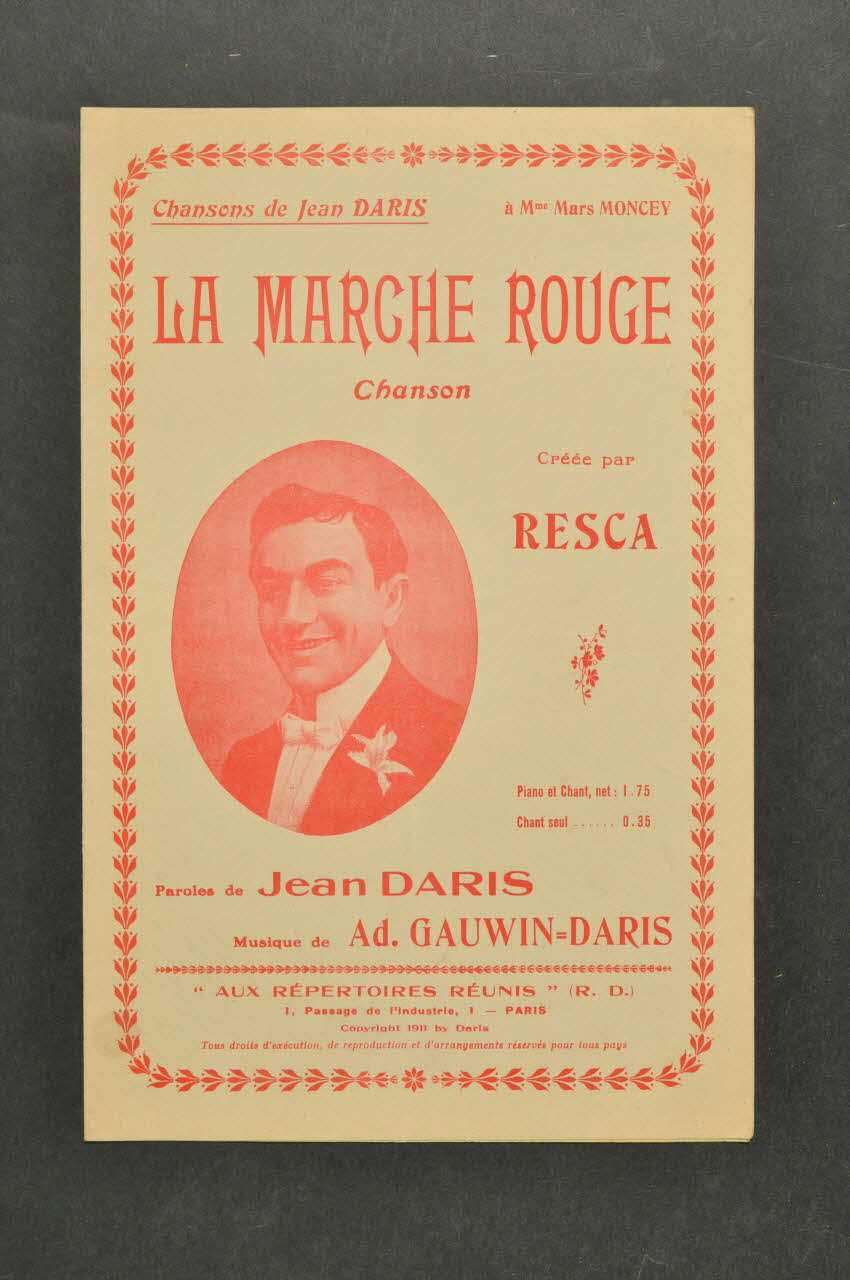 Chansons de Jean DARIS
à Mme Mars MONCEY
LA MARCHE ROUGE
Chanson
Créée par
RESCA
Piano et Chant, net : 1.75
Chant seul ...... 0.35
Paroles de Jean DARIS
Musique de Ad. GAUWIN=DARIS
“ AUX RÉPERTOIRES RÉUNIS ” (R. D.)
1, Passage de l'Industrie, 1 — PARIS
Copyright 1911 by Daris
Tous droits d'exécution, de reproduction et d'arrangements réservés pour tous pays